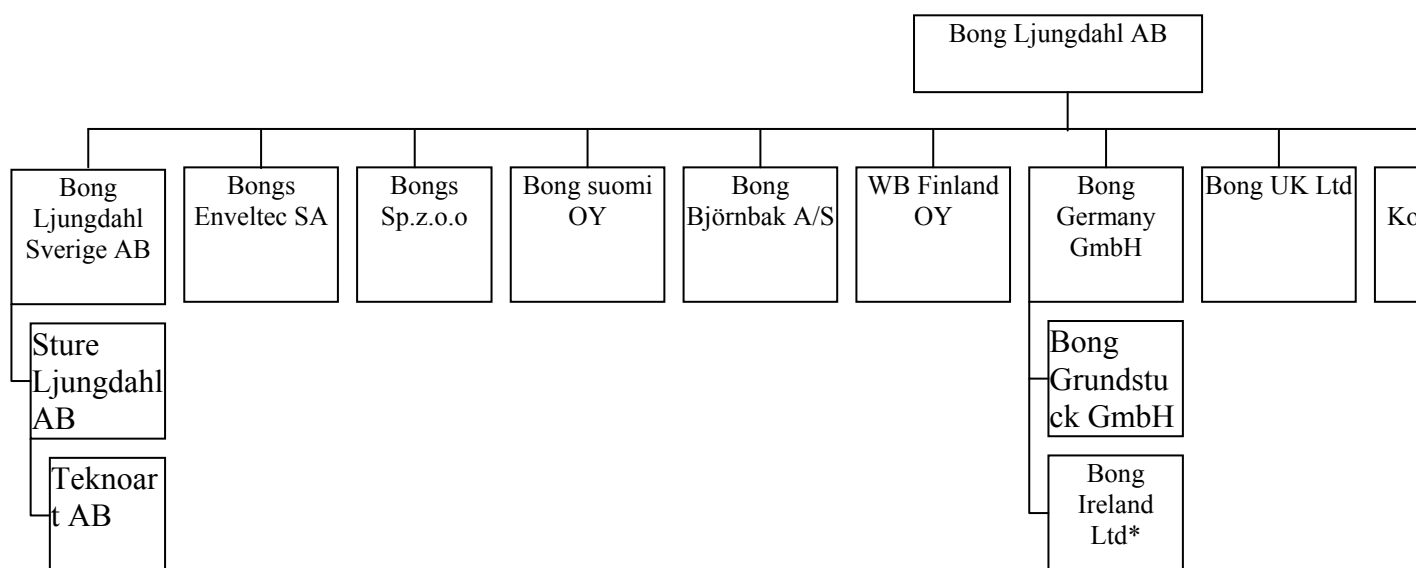 Bong Ljungdahl AB
Bong
Ljungdahl
Sverige AB
Bongs
Enveltec SA
Bongs
Sp.z.o.o
Bong suomi
OY
Bong
Björnbak A/S
WB Finland
OY
Bong
Germany
GmbH
Bong UK Ltd
Ko
Sture
Ljungdahl
AB
Bong
Grundstu
ck GmbH
Teknoar
t AB
Bong
Ireland
Ltd*